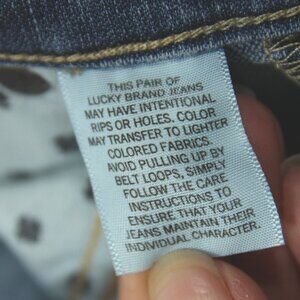 THIS PAIR OF
LUCKY BRAND JEANS
MAY HAVE INTENTIONAL
RIPS OR HOLES. COLOR
MAY TRANSFER TO LIGHTER
COLORED FABRICS.
AVOID PULLING UP BY
BELT LOOPS, SIMPLY
FOLLOW THE CARE
INSTRUCTIONS TO
ENSURE THAT YOUR
JEANS MAINTAIN THEIR
INDIVIDUAL CHARACTER.